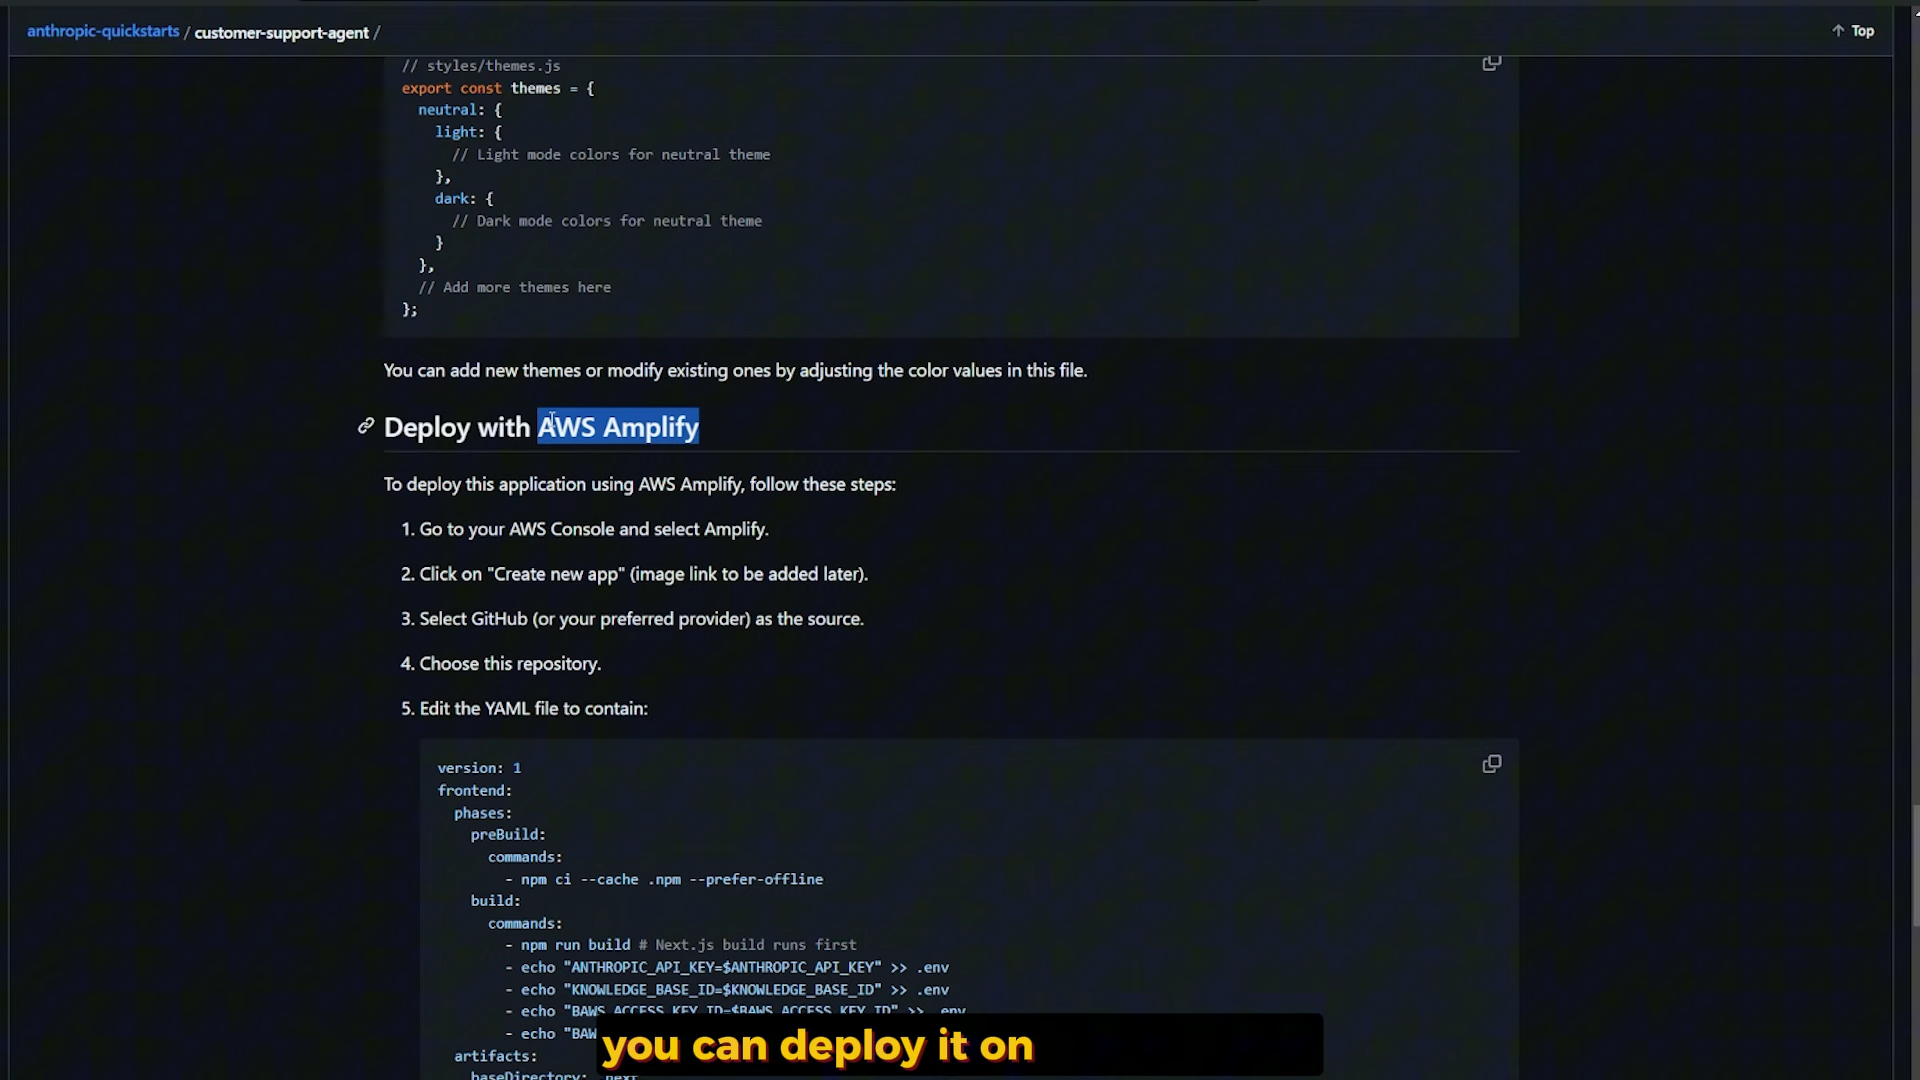 anthropic-quickstarts / customer-support-agent /
Top
// styles/themes.js
export const themes = {
neutral: {
light: {
// Light mode colors for neutral theme
},
dark: {
// Dark mode colors for neutral theme
}
},
// Add more themes here
};
You can add new themes or modify existing ones by adjusting the color values in this file.
Deploy with AWS Amplify
To deploy this application using AWS Amplify, follow these steps:
1. Go to your AWS Console and select Amplify.
2. Click on "Create new app" (image link to be added later).
3. Select GitHub (or your preferred provider) as the source.
4. Choose this repository.
5. Edit the YAML file to contain:
version: 1
frontend:
phases:
preBuild:
commands:
- npm ci --cache .npm --prefer-offline
build:
commands:
- npm run build # Next.js build runs first
- echo "ANTHROPIC_API_KEY=$ANTHROPIC_API_KEY" >> .env
- echo "KNOWLEDGE_BASE_ID=$KNOWLEDGE_BASE_ID" >> .env
- echo "BAWS_ACCESS_KEY_ID=$BAWS_ACCESS_KEY_ID" >> .env
- echo "BAW
you can deploy it on
artifacts:
baseDirectory: .next